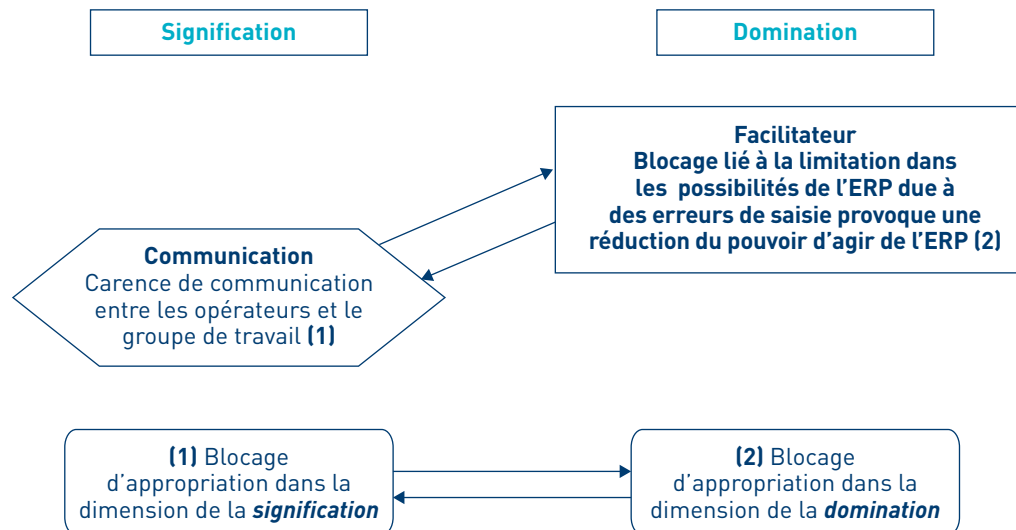 Signification
Domination
Facilitateur
Blocage lié à la limitation dans
les possibilités de l’ERP due à
des erreurs de saisie provoque une
réduction du pouvoir d’agir de l’ERP (2)
Communication
Carence de communication
entre les opérateurs et le
groupe de travail (1)
(1) Blocage
d’appropriation dans la
dimension de la signification
(2) Blocage
d’appropriation dans la
dimension de la domination